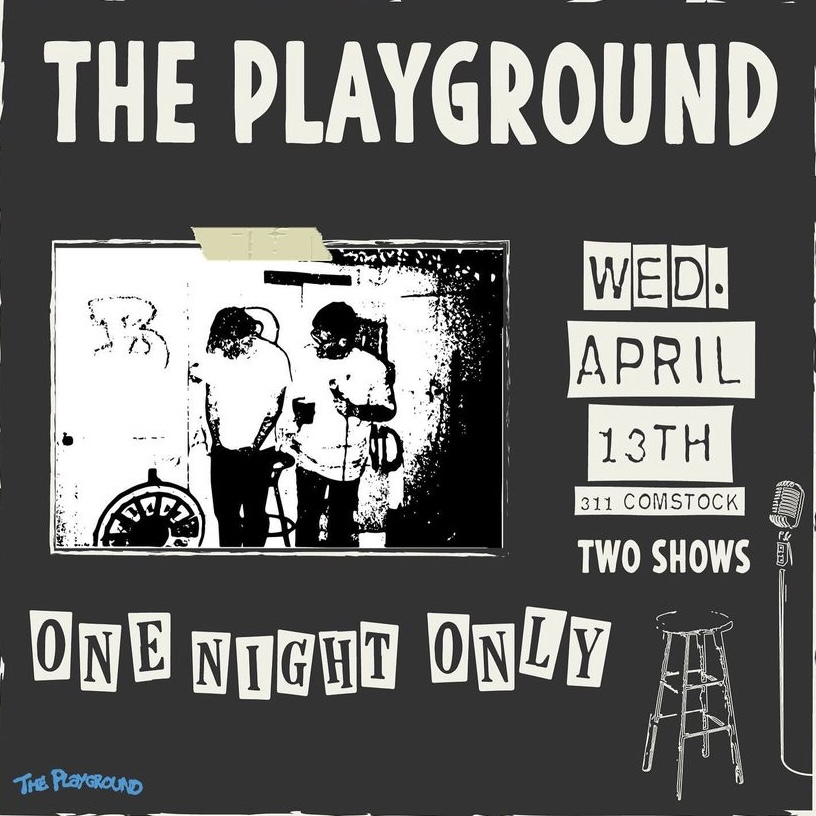 THE PLAYGROUND
WED.
APRIL
13TH
311 COMSTOCK
TWO SHOWS
ONE NIGHT ONLY
THE PLAYGROUND